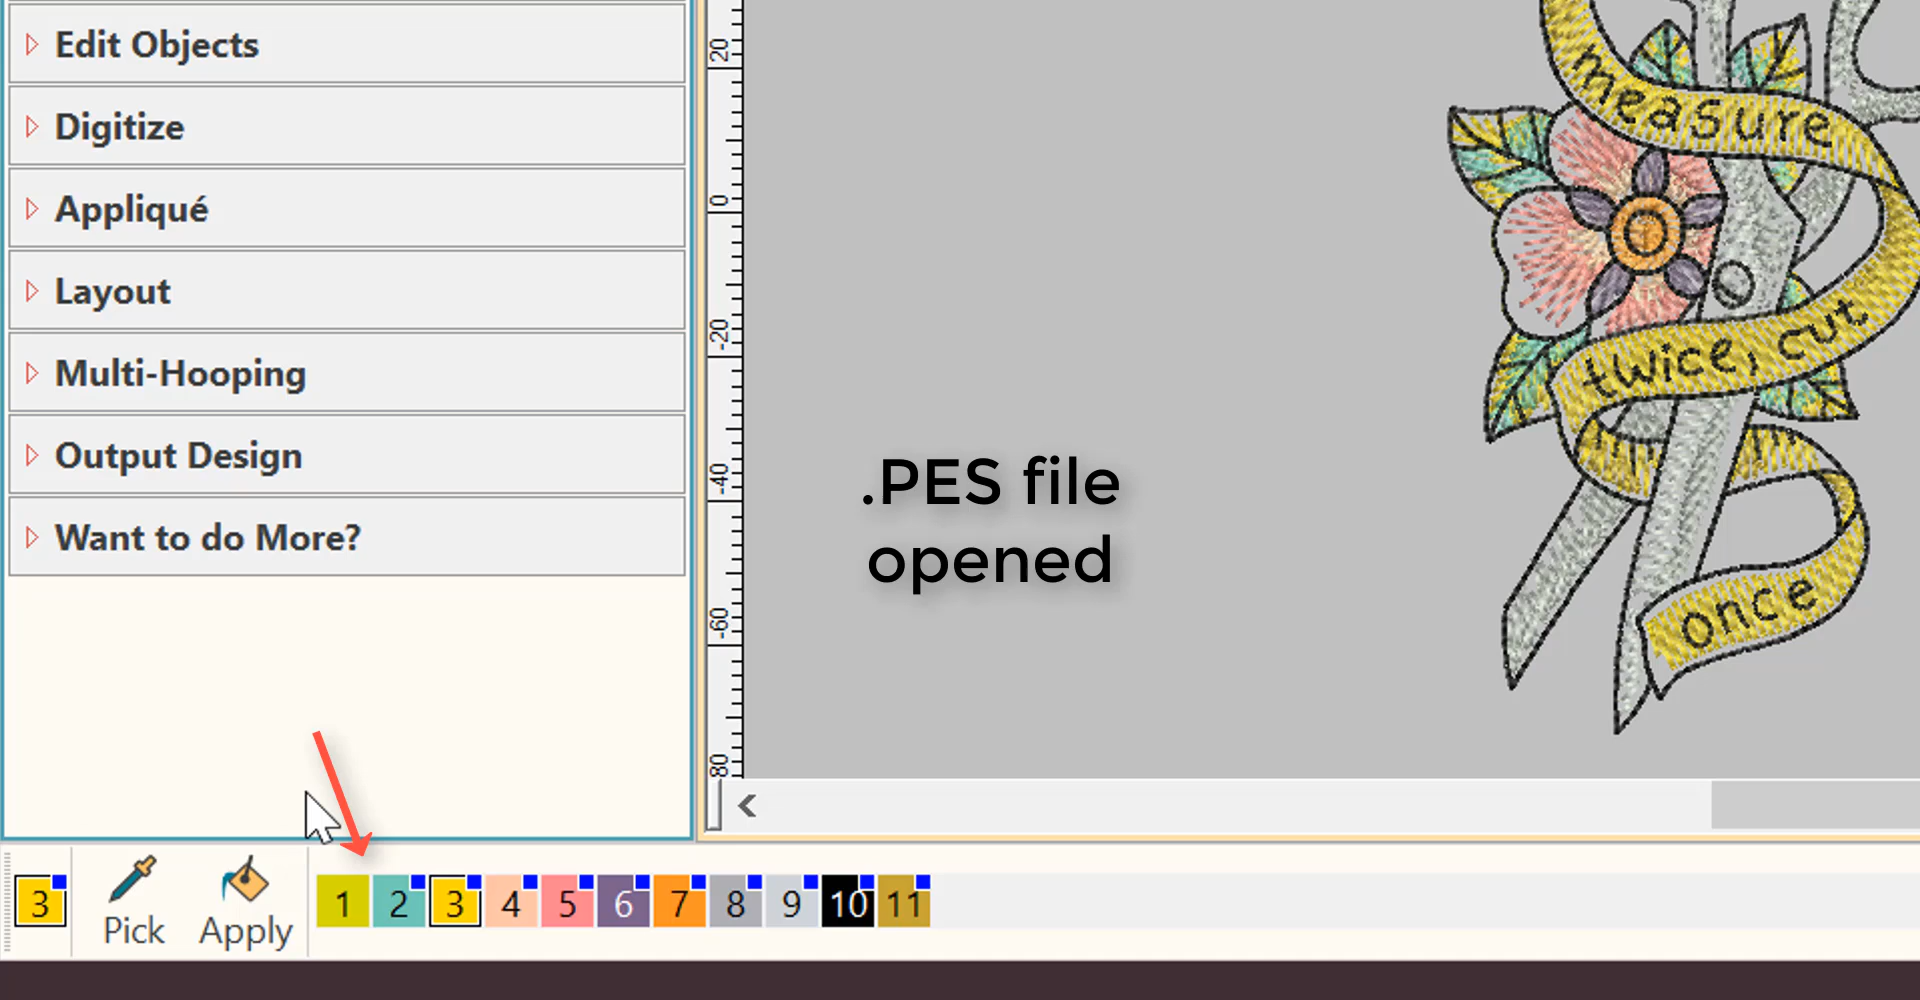 Edit Objects
Digitize
Appliqué
Layout
Multi-Hooping
Output Design
Want to do More?
20
0
-20
-40
-60
80
measure
twice, cut
once
.PES file
opened
3
Pick
Apply
1 2 3 4 5 6 7 8 9 10 11